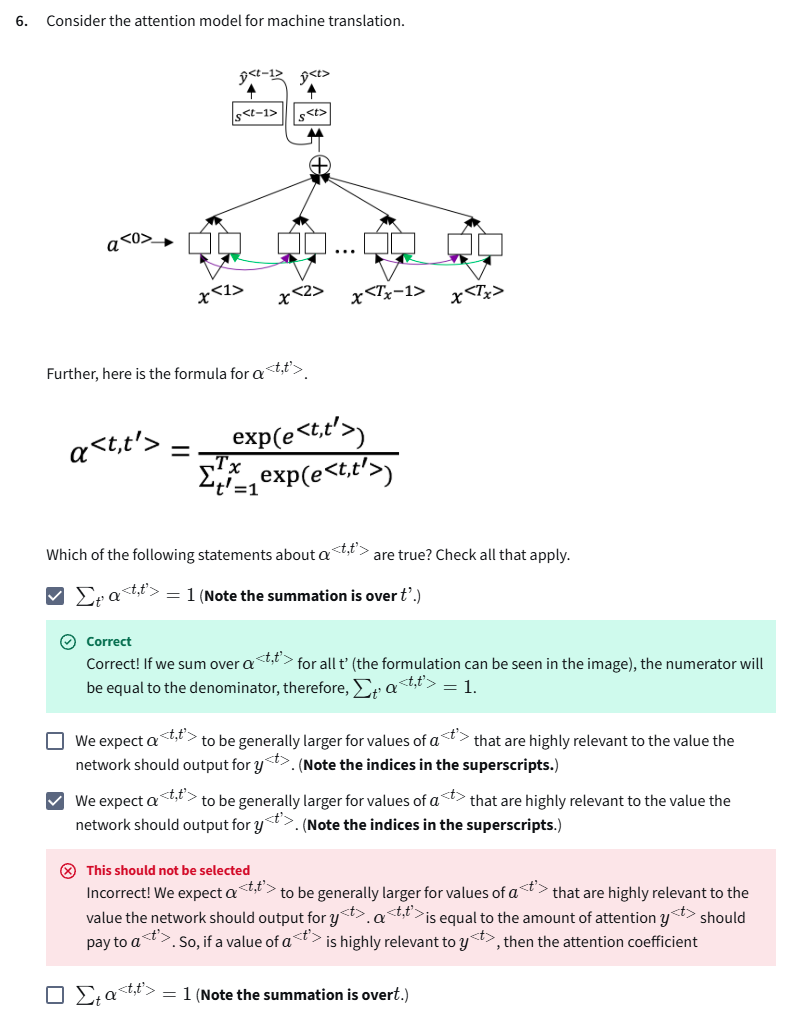 6. Consider the attention model for machine translation.
ŷ<t−1> ŷ<t>
s<t−1> s<t>
a<0>
...
x<1> x<2> x<Tx−1> x<Tx>
Further, here is the formula for α<t,t’>.
α<t,t′> = exp(e<t,t′>) / Σ_{t′=1}^{Tx} exp(e<t,t′>)
Which of the following statements about α<t,t’> are true? Check all that apply.
∑t’ α<t,t’> = 1 (Note the summation is over t’.)
Correct
Correct! If we sum over α<t,t’> for all t’ (the formulation can be seen in the image), the numerator will
be equal to the denominator, therefore, ∑t’ α<t,t’> = 1.
We expect α<t,t’> to be generally larger for values of a<t’> that are highly relevant to the value the
network should output for y<t>. (Note the indices in the superscripts.)
We expect α<t,t’> to be generally larger for values of a<t> that are highly relevant to the value the
network should output for y<t’>. (Note the indices in the superscripts.)
This should not be selected
Incorrect! We expect α<t,t’> to be generally larger for values of a<t’> that are highly relevant to the
value the network should output for y<t>. α<t,t’>is equal to the amount of attention y<t> should
pay to a<t’>. So, if a value of a<t’> is highly relevant to y<t>, then the attention coefficient
∑t α<t,t’> = 1 (Note the summation is overt.)